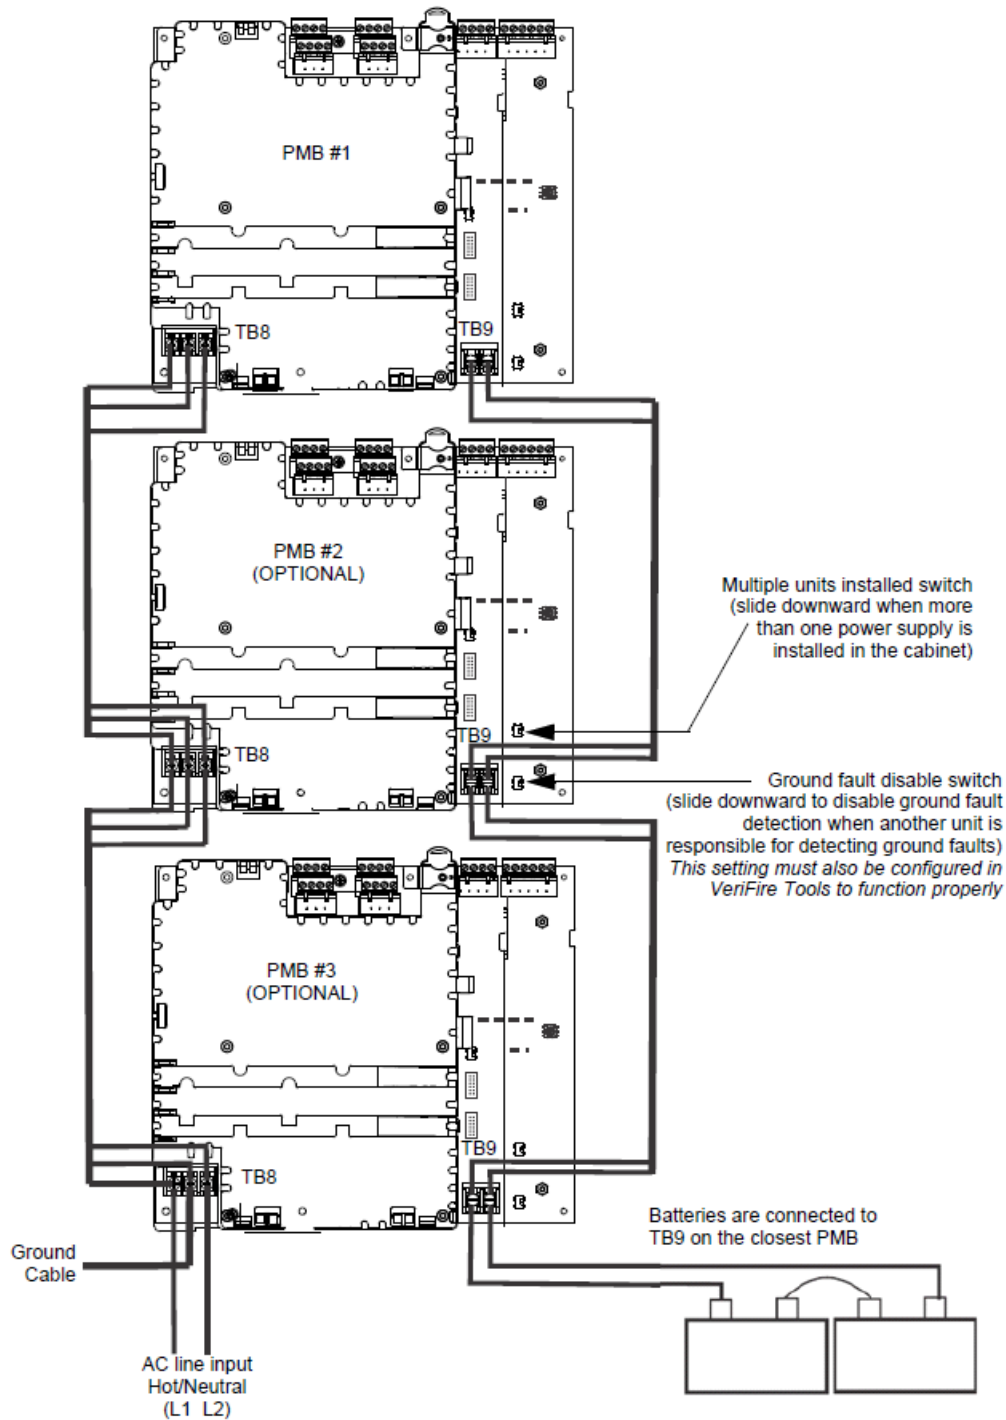 PMB #1
TB8
TB9
PMB #2
(OPTIONAL)
Multiple units installed switch
(slide downward when more
than one power supply is
installed in the cabinet)
TB9
TB8
Ground fault disable switch
(slide downward to disable ground fault
detection when another unit is
responsible for detecting ground faults)
This setting must also be configured in
VeriFire Tools to function properly
PMB #3
(OPTIONAL)
TB9
TB8
Batteries are connected to
TB9 on the closest PMB
Ground
Cable
AC line input
Hot/Neutral
(L1 L2)